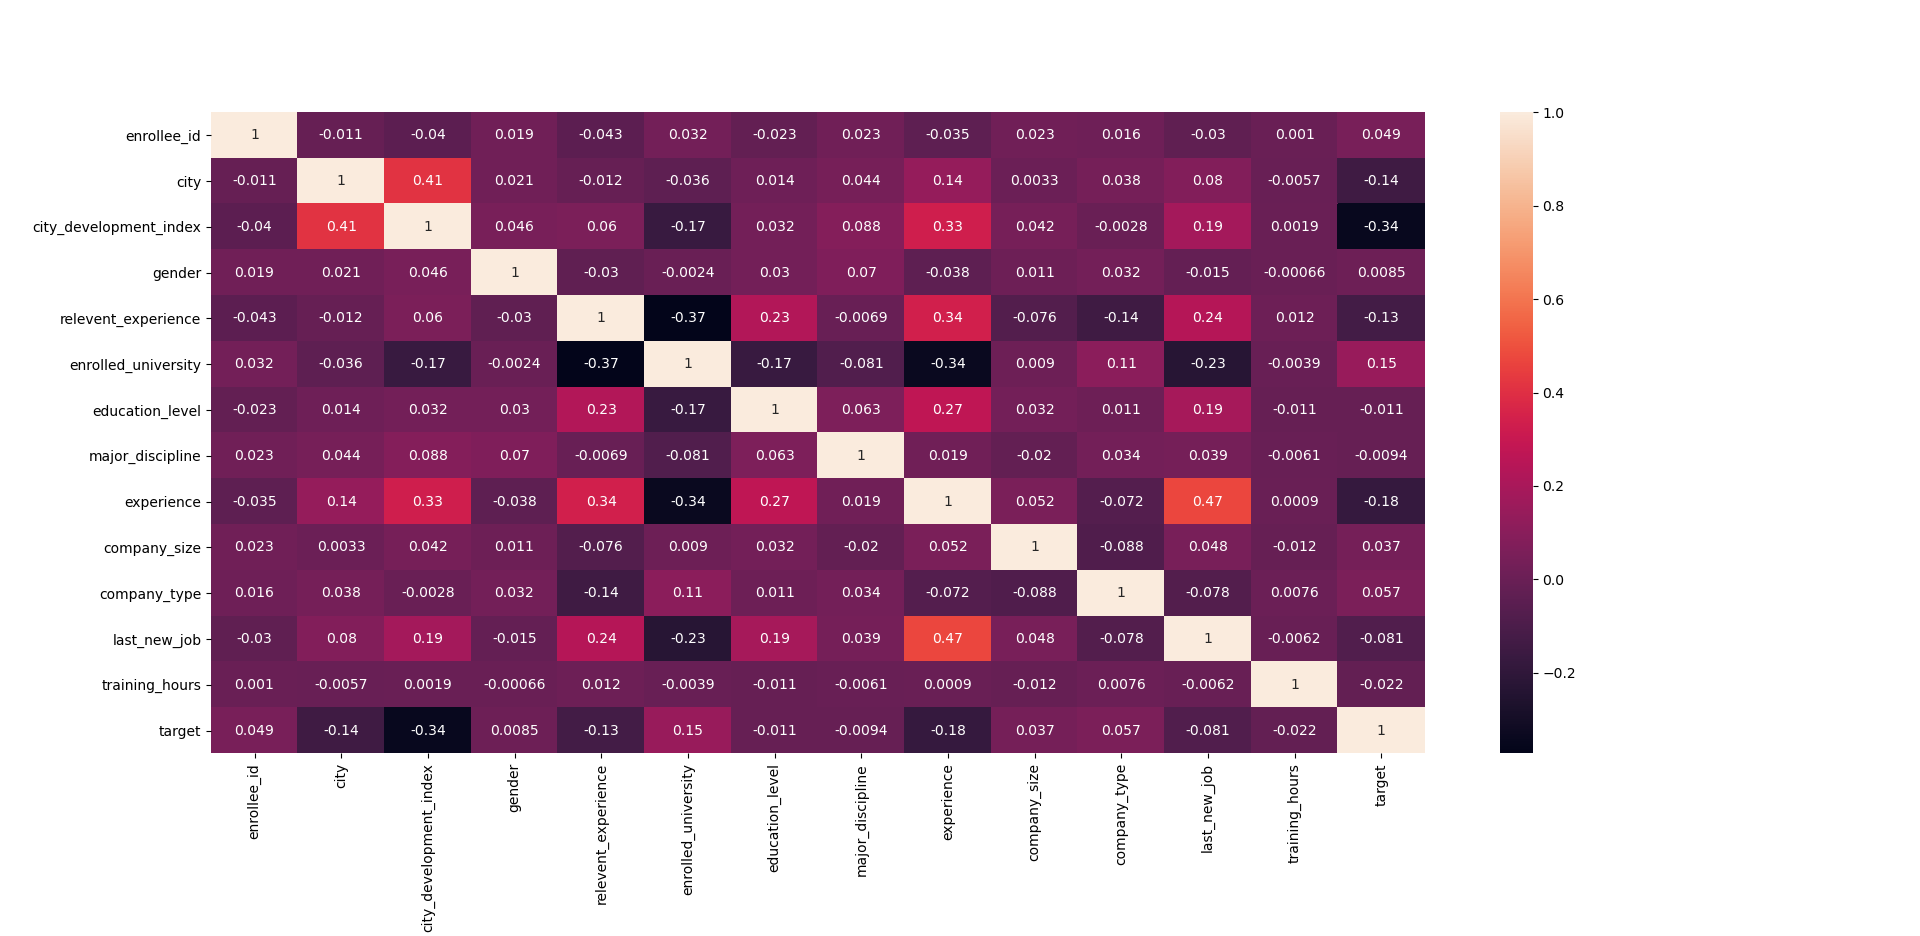 enrollee_id 1 -0.011 -0.04 0.019 -0.043 0.032 -0.023 0.023 -0.035 0.023 0.016 -0.03 0.001 0.049
city -0.011 1 0.41 0.021 -0.012 -0.036 0.014 0.044 0.14 0.0033 0.038 0.08 -0.0057 -0.14
city_development_index -0.04 0.41 1 0.046 0.06 -0.17 0.032 0.088 0.33 0.042 -0.0028 0.19 0.0019 -0.34
gender 0.019 0.021 0.046 1 -0.03 -0.0024 0.03 0.07 -0.038 0.011 0.032 -0.015 -0.00066 0.0085
relevent_experience -0.043 -0.012 0.06 -0.03 1 -0.37 0.23 -0.0069 0.34 -0.076 -0.14 0.24 0.012 -0.13
enrolled_university 0.032 -0.036 -0.17 -0.0024 -0.37 1 -0.17 -0.081 -0.34 0.009 0.11 -0.23 -0.0039 0.15
education_level -0.023 0.014 0.032 0.03 0.23 -0.17 1 0.063 0.27 0.032 0.011 0.19 -0.011 -0.011
major_discipline 0.023 0.044 0.088 0.07 -0.0069 -0.081 0.063 1 0.019 -0.02 0.034 0.039 -0.0061 -0.0094
experience -0.035 0.14 0.33 -0.038 0.34 -0.34 0.27 0.019 1 0.052 -0.072 0.47 0.0009 -0.18
company_size 0.023 0.0033 0.042 0.011 -0.076 0.009 0.032 -0.02 0.052 1 -0.088 0.048 -0.012 0.037
company_type 0.016 0.038 -0.0028 0.032 -0.14 0.11 0.011 0.034 -0.072 -0.088 1 -0.078 0.0076 0.057
last_new_job -0.03 0.08 0.19 -0.015 0.24 -0.23 0.19 0.039 0.47 0.048 -0.078 1 -0.0062 -0.081
training_hours 0.001 -0.0057 0.0019 -0.00066 0.012 -0.0039 -0.011 -0.0061 0.0009 -0.012 0.0076 -0.0062 1 -0.022
target 0.049 -0.14 -0.34 0.0085 -0.13 0.15 -0.011 -0.0094 -0.18 0.037 0.057 -0.081 -0.022 1
enrollee_id
city
city_development_index
gender
relevent_experience
enrolled_university
education_level
major_discipline
experience
company_size
company_type
last_new_job
training_hours
target
1.0
0.8
0.6
0.4
0.2
0.0
−0.2